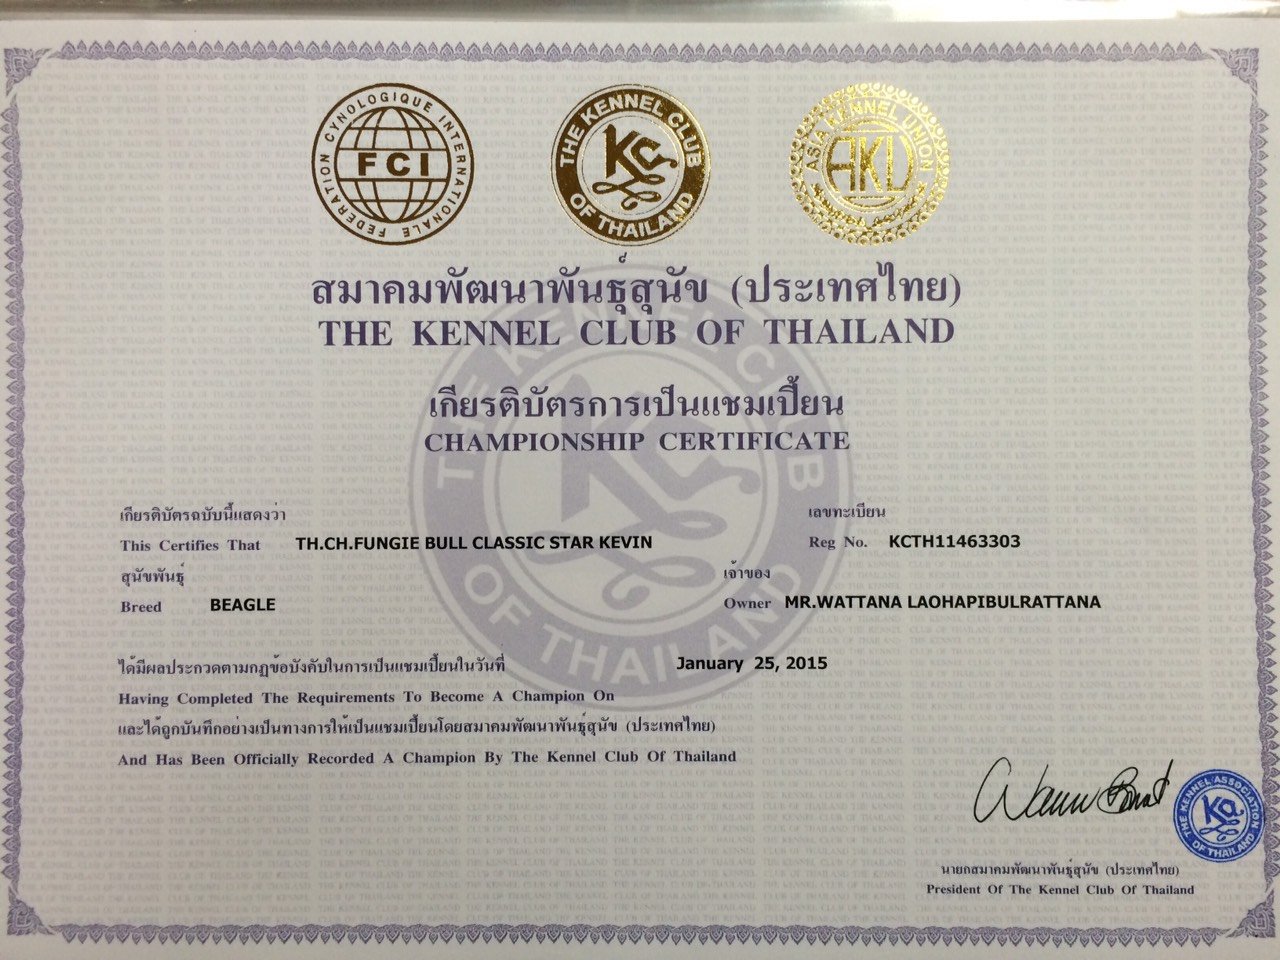 FEDERATION CYNOLOGIQUE INTERNATIONALE
FCI
THE KENNEL CLUB OF THAILAND
KC
ASIA KENNEL UNION
AKU
สมาคมพัฒนาพันธุ์สุนัข (ประเทศไทย)
THE KENNEL CLUB OF THAILAND
เกียรติบัตรการเป็นแชมเปี้ยน
CHAMPIONSHIP CERTIFICATE
เกียรติบัตรฉบับนี้แสดงว่า เลขทะเบียน
This Certifies That TH.CH.FUNGIE BULL CLASSIC STAR KEVIN Reg No. KCTH11463303
สุนัขพันธุ์ เจ้าของ
Breed BEAGLE Owner MR.WATTANA LAOHAPIBULRATTANA
ได้มีผลประกวดตามกฎข้อบังคับในการเป็นแชมเปี้ยนในวันที่ January 25, 2015
Having Completed The Requirements To Become A Champion On
และได้ถูกบันทึกอย่างเป็นทางการให้เป็นแชมเปี้ยนโดยสมาคมพัฒนาพันธุ์สุนัข (ประเทศไทย)
And Has Been Officially Recorded A Champion By The Kennel Club Of Thailand
THE KENNEL ASSOCIATION OF THAILAND
Ka
นายกสมาคมพัฒนาพันธุ์สุนัข (ประเทศไทย)
President Of The Kennel Club Of Thailand